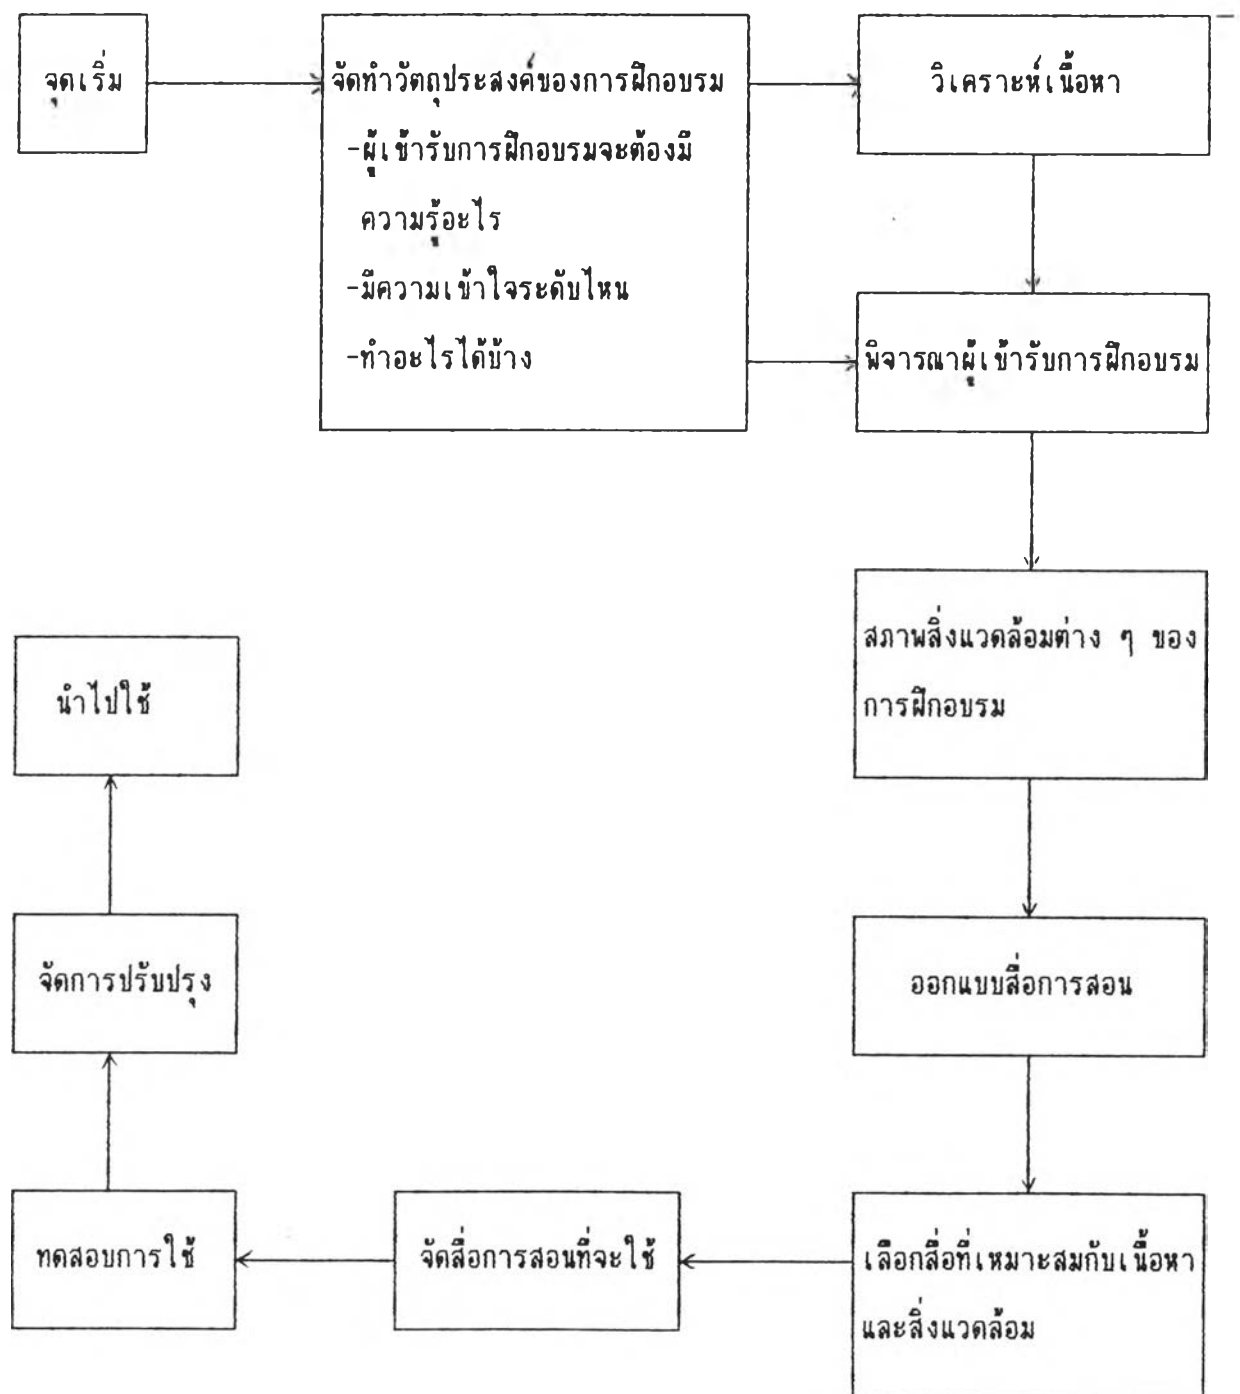 จุดเริ่ม
จัดทำวัตถุประสงค์ของการฝึกอบรม
-ผู้เข้ารับการฝึกอบรมจะต้องมี
ความรู้อะไร
-มีความเข้าใจระดับไหน
-ทำอะไรได้บ้าง
วิเคราะห์เนื้อหา
พิจารณาผู้เข้ารับการฝึกอบรม
สภาพสิ่งแวดล้อมต่าง ๆ ของ
การฝึกอบรม
ออกแบบสื่อการสอน
เลือกสื่อที่เหมาะสมกับเนื้อหา
และสิ่งแวดล้อม
จัดสื่อการสอนที่จะใช้
ทดสอบการใช้
จัดการปรับปรุง
นำไปใช้